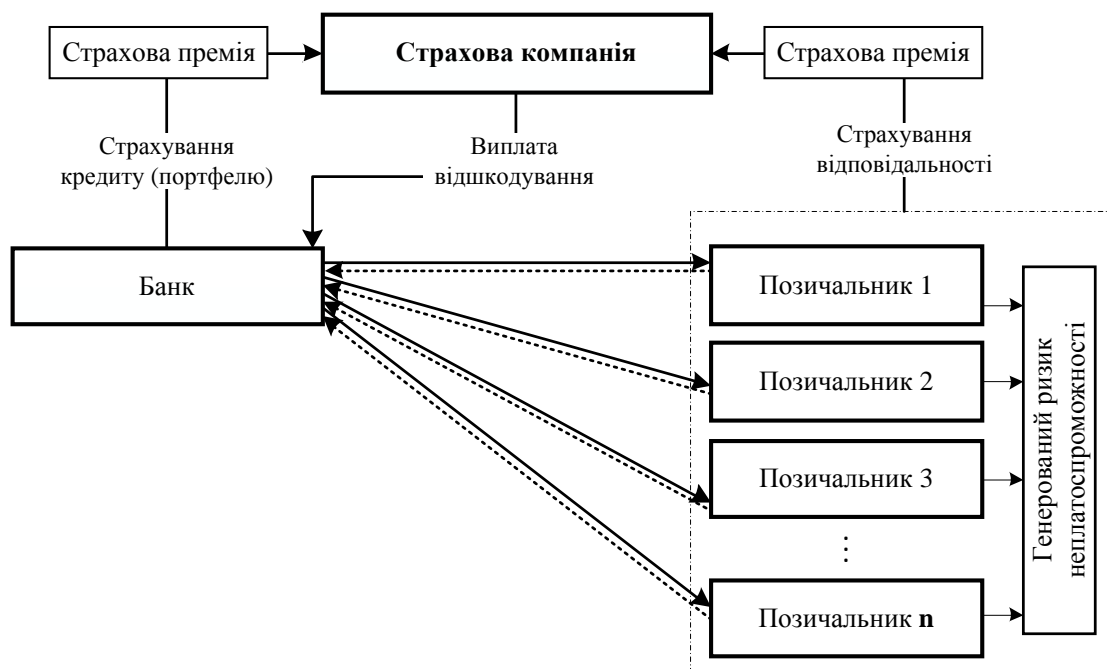 Страхова премія
Страхова компанія
Страхова премія
Страхування
кредиту (портфелю)
Виплата
відшкодування
Страхування
відповідальності
Банк
Позичальник 1
Позичальник 2
Позичальник 3
⋮
Позичальник n
Генерований ризик
неплатоспроможності